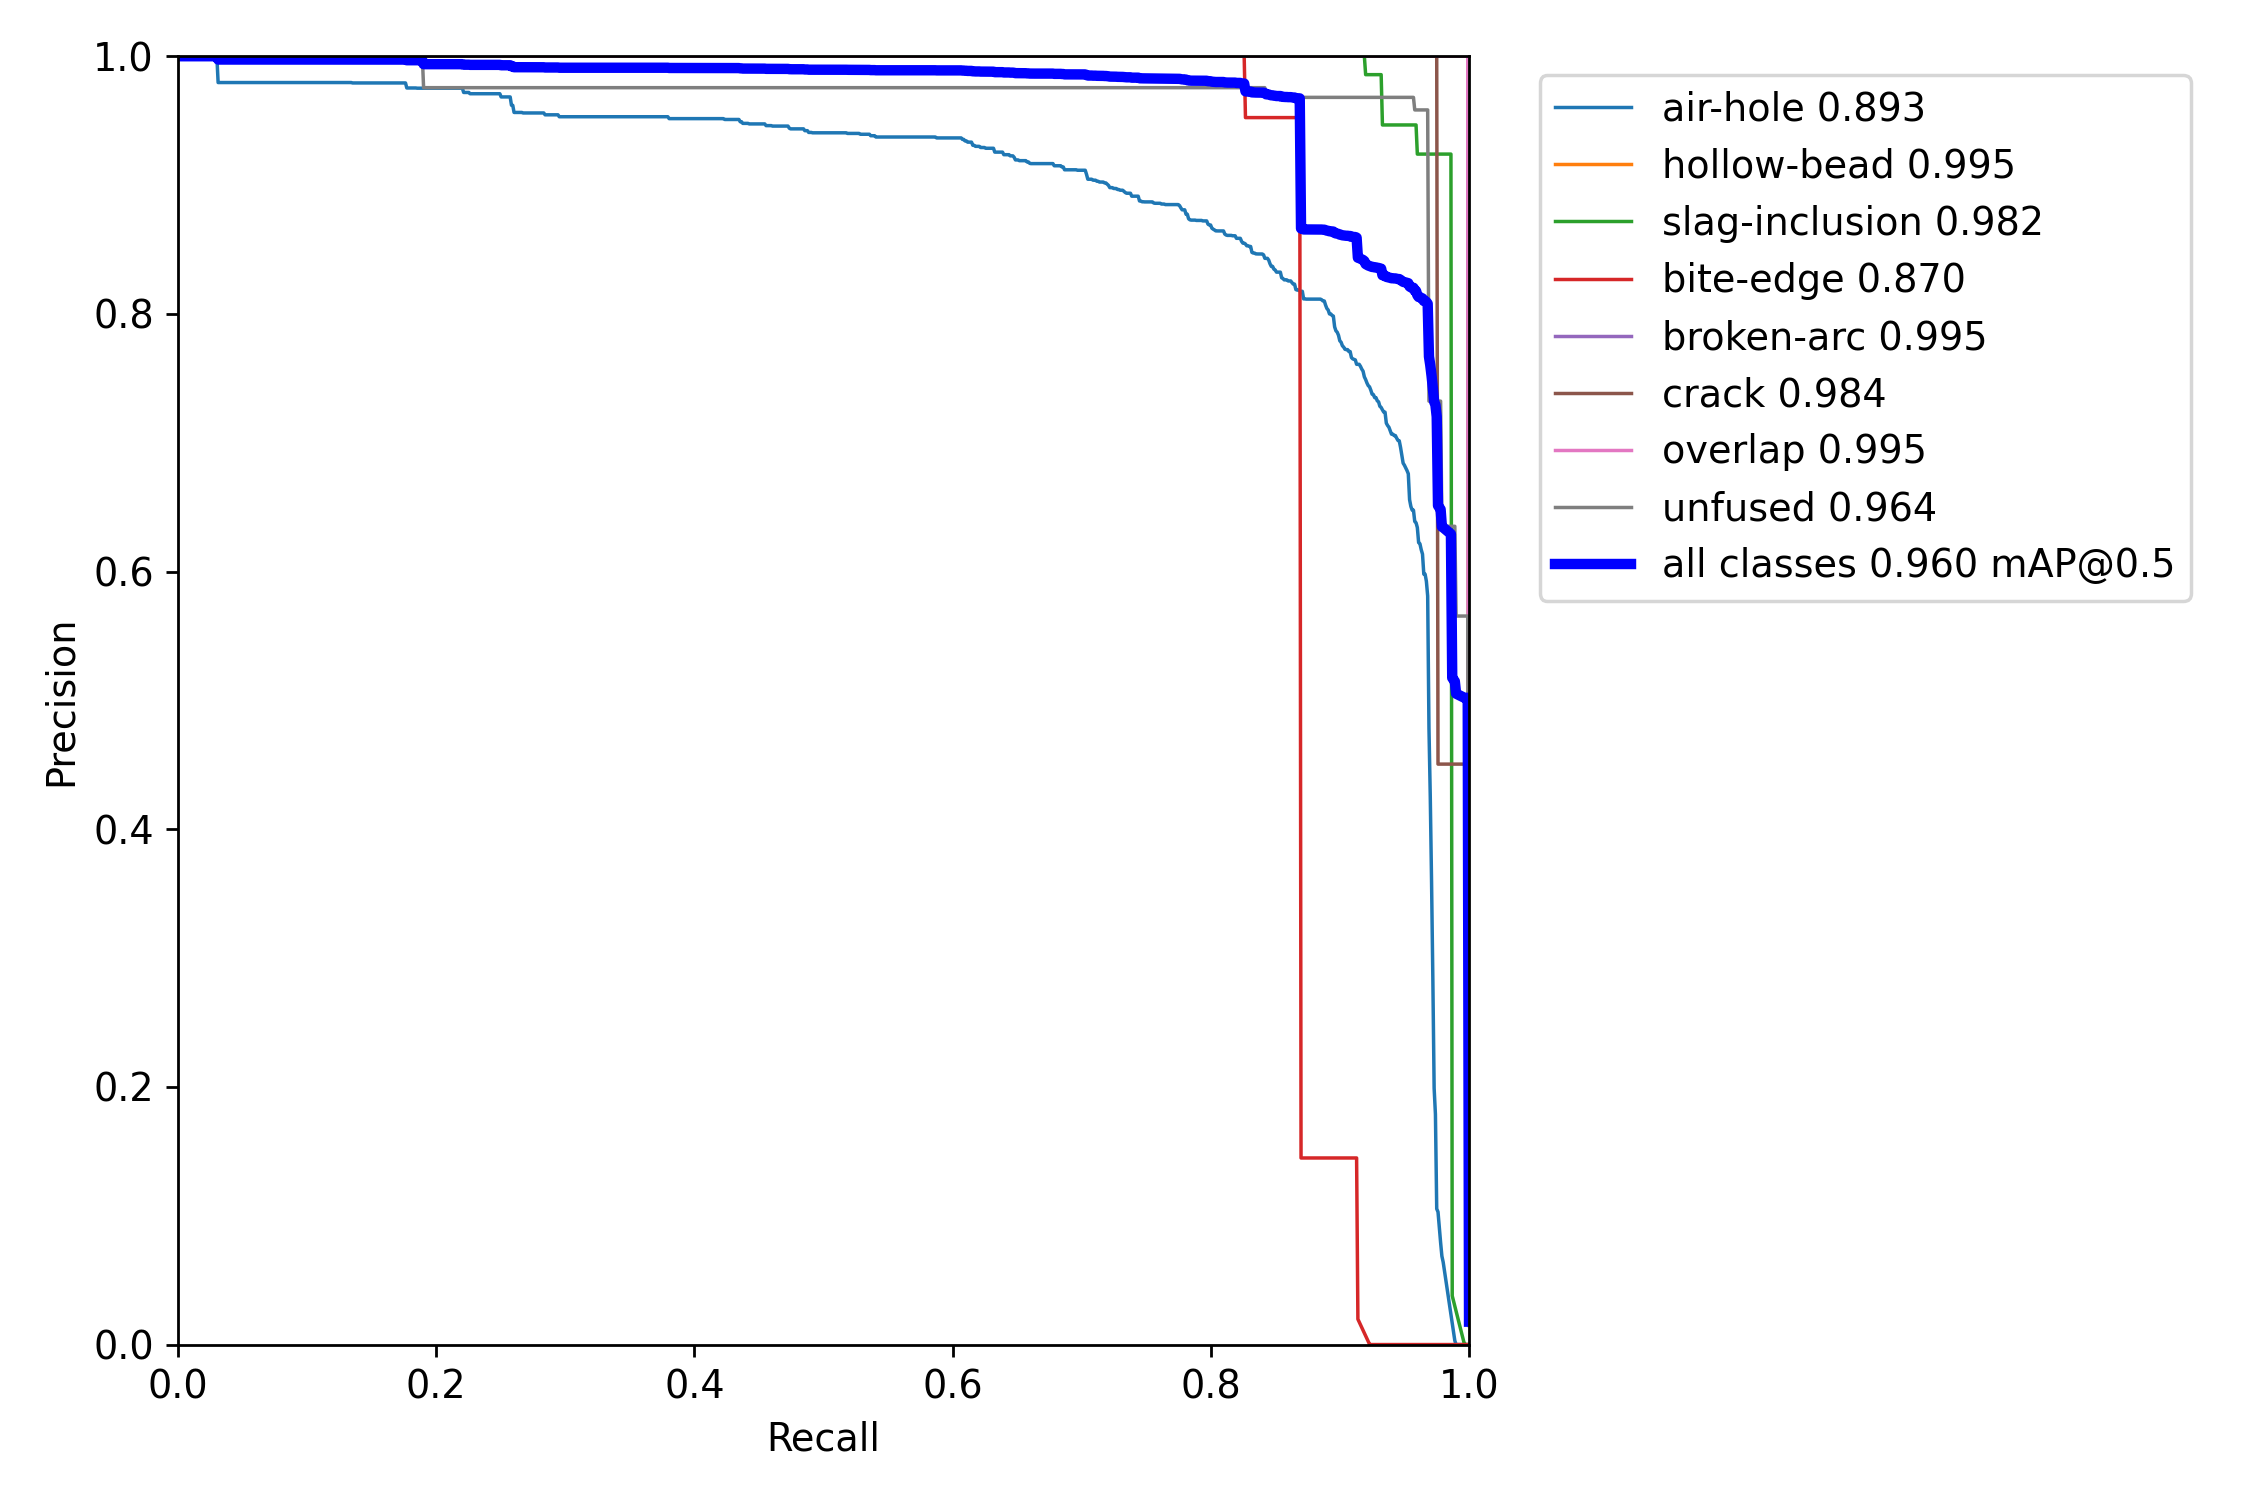 1.0
0.8
0.6
0.4
0.2
0.0
Precision
0.0 0.2 0.4 0.6 0.8 1.0
Recall
air-hole 0.893
hollow-bead 0.995
slag-inclusion 0.982
bite-edge 0.870
broken-arc 0.995
crack 0.984
overlap 0.995
unfused 0.964
all classes 0.960 mAP@0.5